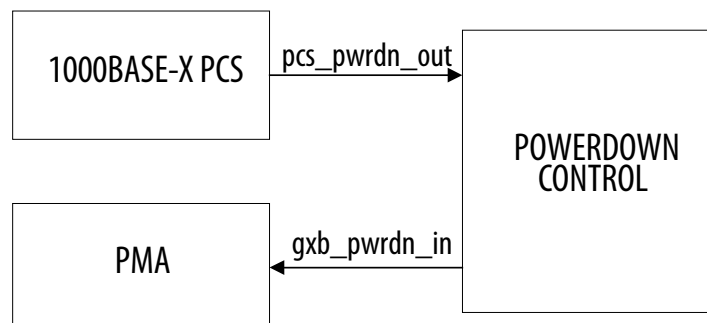 1000BASE-X PCS
pcs_pwrdn_out
POWERDOWN
CONTROL
PMA
gxb_pwrdn_in